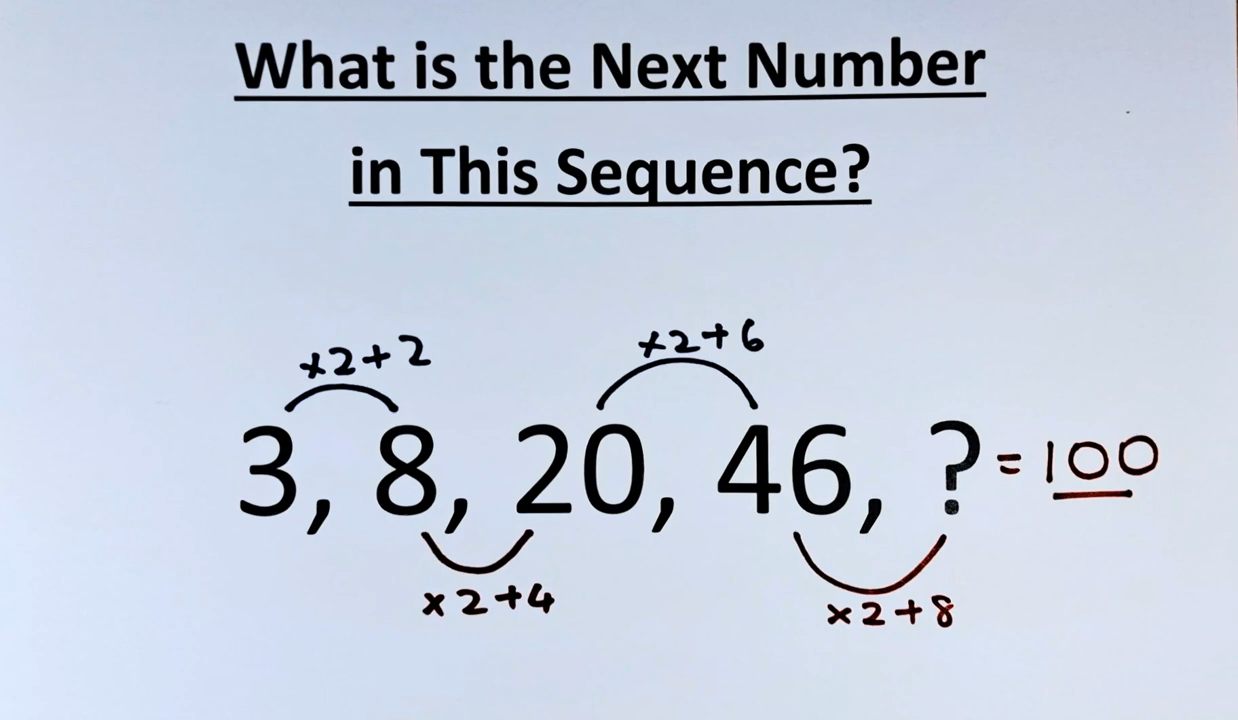 What is the Next Number
in This Sequence?
×2+2
×2+6
3, 8, 20, 46, ? = 100
×2+4
×2+8